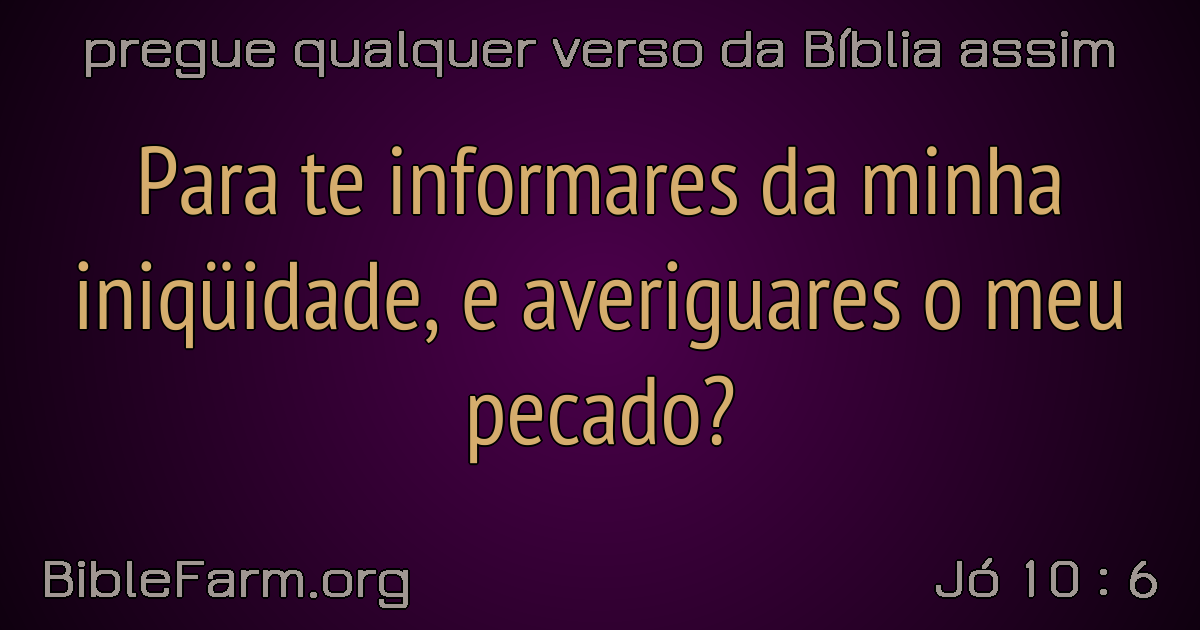 pregue qualquer verso da Bíblia assim
Para te informares da minha
iniqüidade, e averiguares o meu
pecado?
BibleFarm.org
Jó 10 : 6